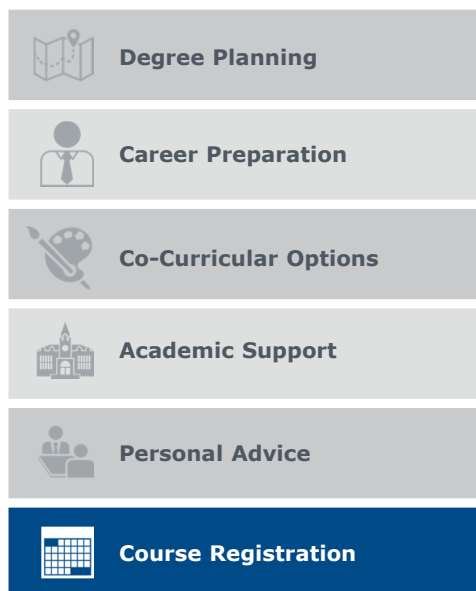 Degree Planning
Career Preparation
Co-Curricular Options
Academic Support
Personal Advice
Course Registration